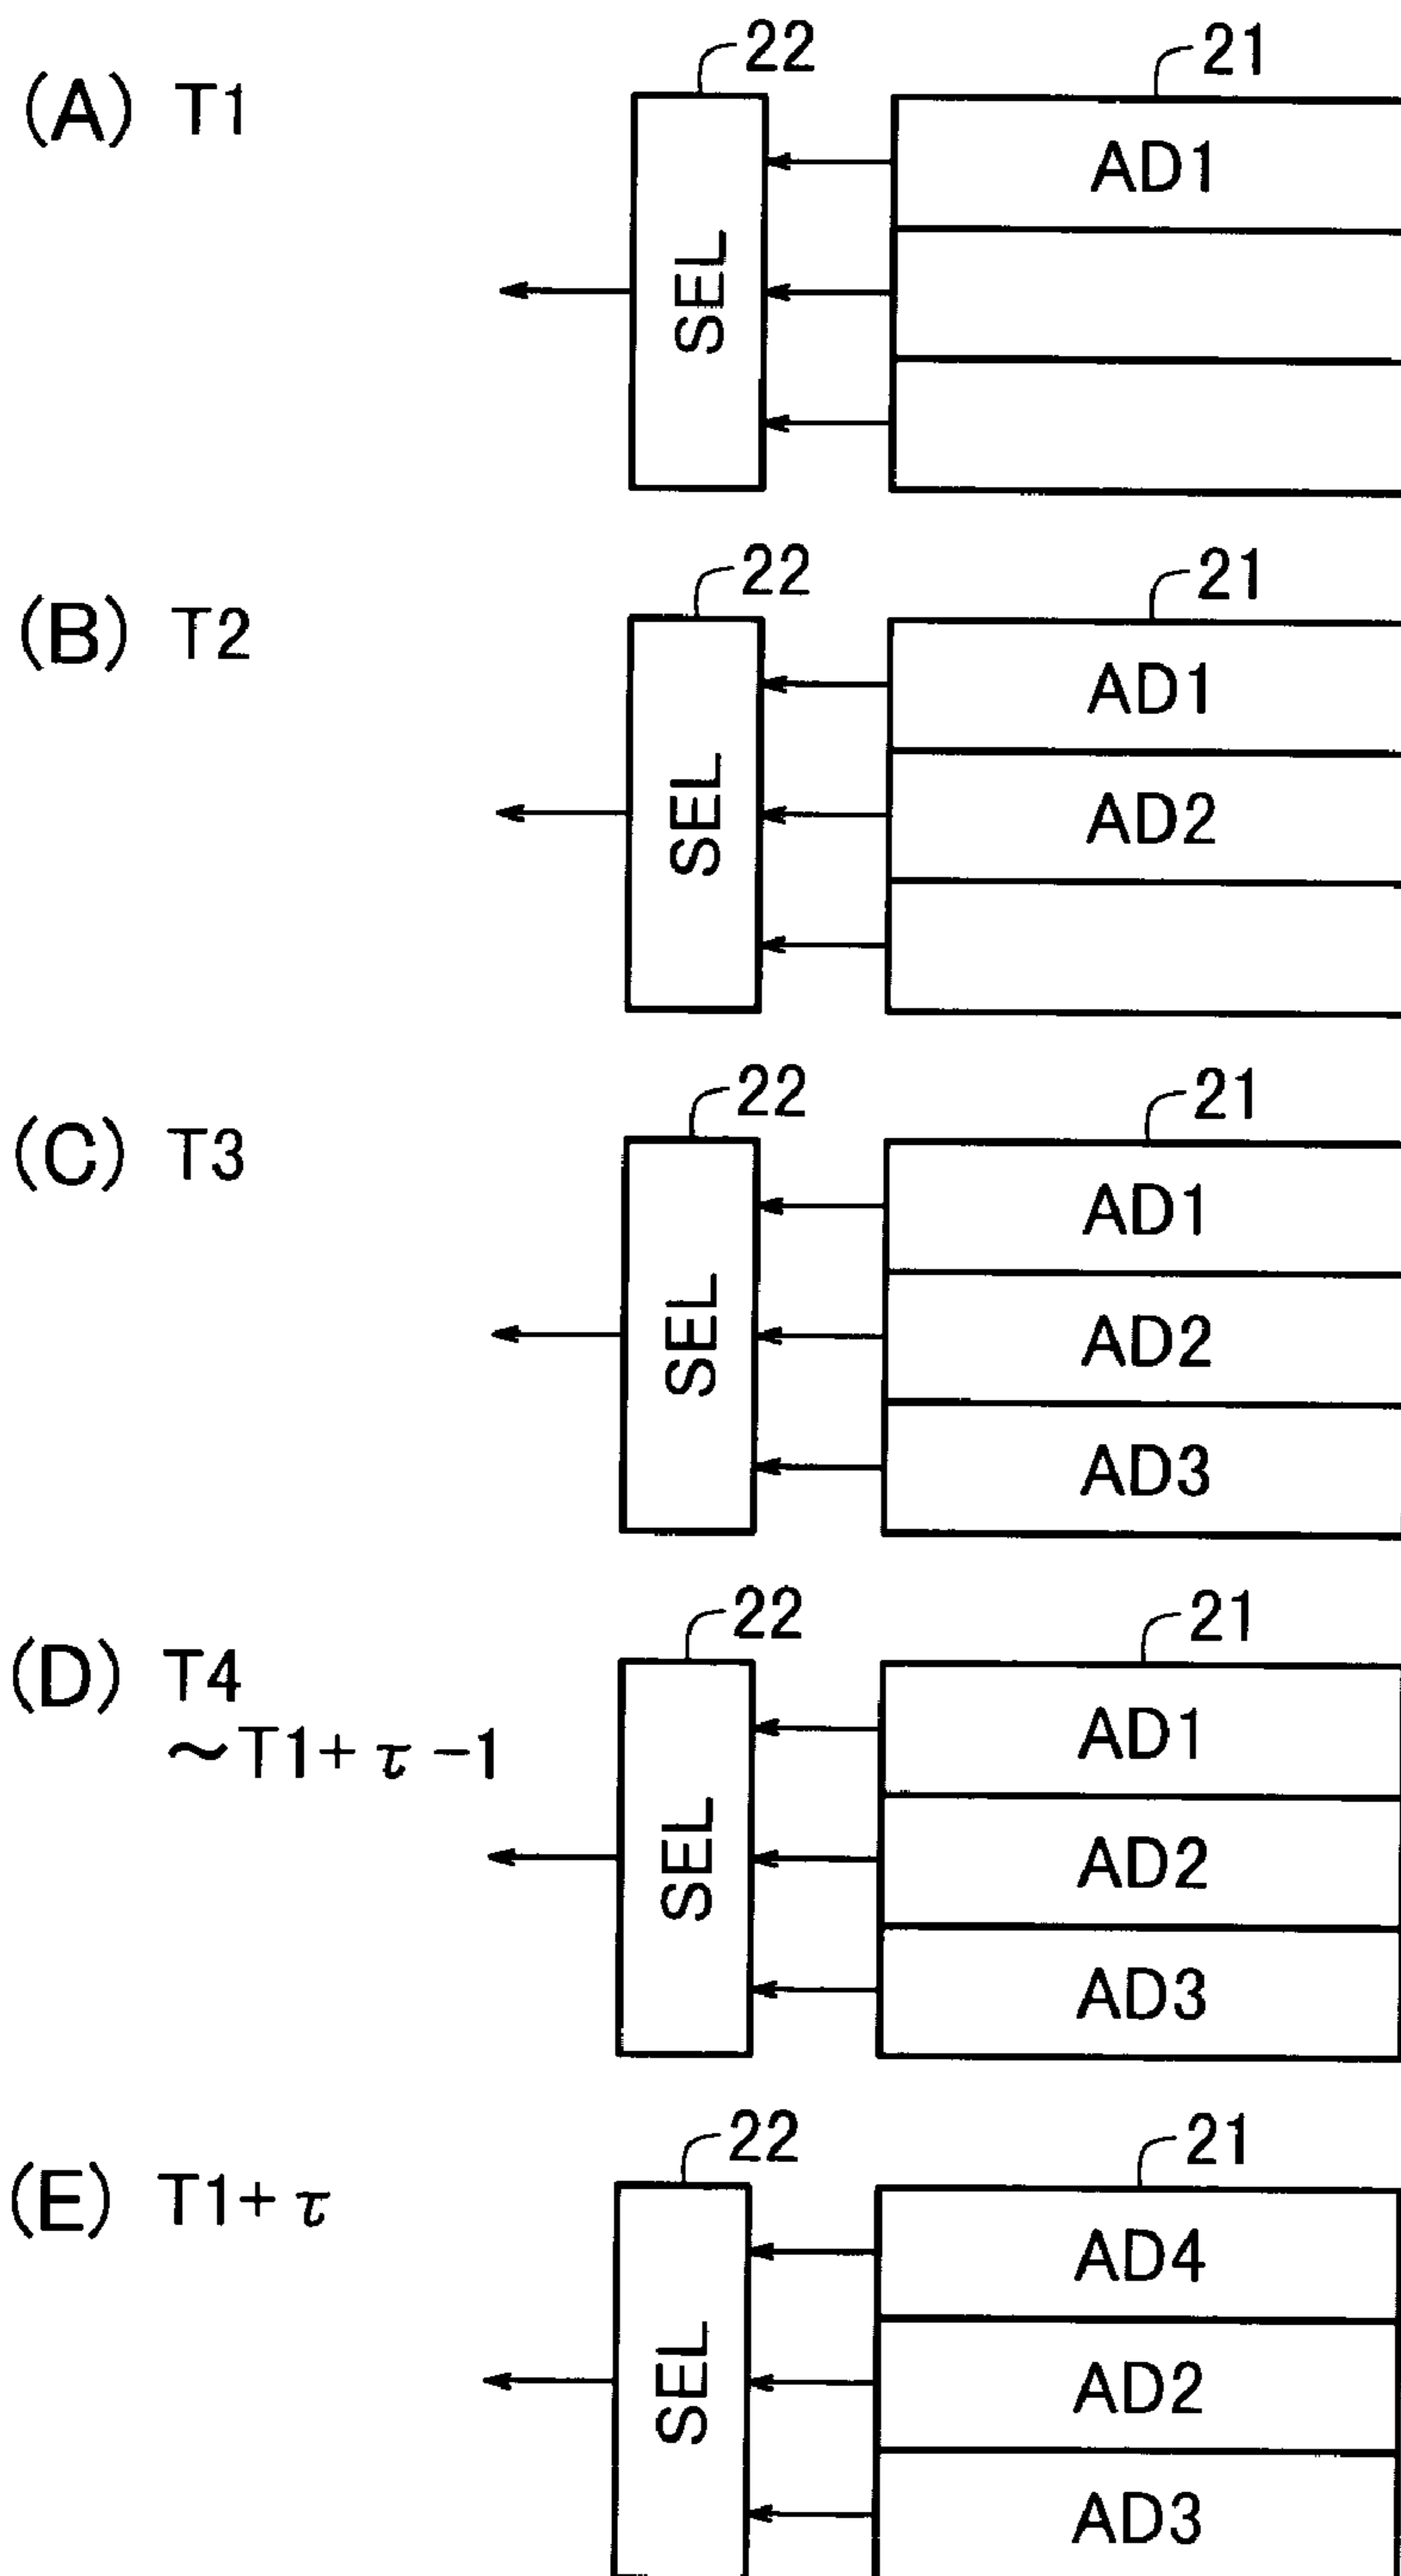 22 21
(A) T1
AD1
SEL
22 21
(B) T2
AD1
SEL
AD2
22 21
(C) T3
AD1
SEL
AD2
AD3
22 21
(D) T4
~T1+τ-1
AD1
SEL
AD2
AD3
22 21
(E) T1+τ
AD4
SEL
AD2
AD3